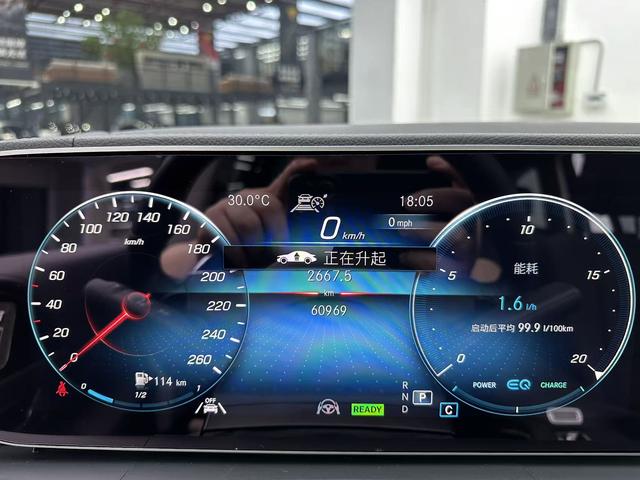 30.0°C
18:05
0 km/h
0 mph
正在升起
2667.5
km
60969
0
20
40
60
80
100
120
140
160
180
200
220
240
260
km/h
114 km
0
1/2
1
OFF
READY
R
N
D
P
C
0
5
10
15
20
能耗
1.6 l/h
启动后平均 99.9 l/100km
POWER
EQ
CHARGE